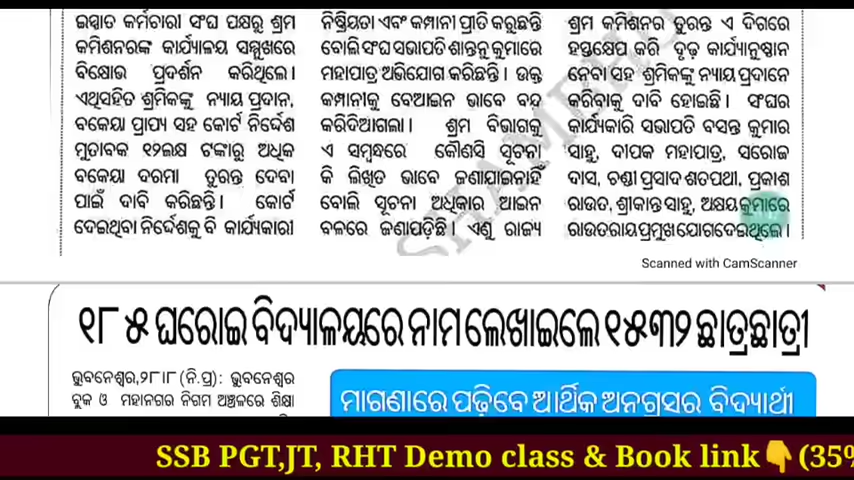 ଇସ୍ପାତ କର୍ମଚାରୀ ସଂଘ ପକ୍ଷରୁ ଶ୍ରମ
କମିଶନରଙ୍କ କାର୍ଯ୍ୟାଳୟ ସମ୍ମୁଖରେ
ବିକ୍ଷୋଭ ପ୍ରଦର୍ଶନ କରିଥିଲେ।
ଏଥିସହିତ ଶ୍ରମିକଙ୍କୁ ନ୍ୟାୟ ପ୍ରଦାନ,
ବକେୟା ପ୍ରାପ୍ୟ ସହ କୋର୍ଟ ନିର୍ଦ୍ଦେଶ
ମୁତାବକ ୧୨ଲକ୍ଷ ଟଙ୍କାରୁ ଅଧିକ
ବକେୟା ଦରମା ତୁରନ୍ତ ଦେବା
ପାଇଁ ଦାବି କରିଛନ୍ତି। କୋର୍ଟ
ଦେଇଥିବା ନିର୍ଦ୍ଦେଶକୁ ବି କାର୍ଯ୍ୟକାରୀ
ନିଷ୍କ୍ରିୟତା ଏବଂ କମ୍ପାନୀ ପ୍ରୀତି କରୁଛନ୍ତି
ବୋଲି ସଂଘ ସଭାପତି ଶାନ୍ତନୁ କୁମାରେ
ମହାପାତ୍ର ଅଭିଯୋଗ କରିଛନ୍ତି। ଉକ୍ତ
କମ୍ପାନୀକୁ ବେଆଇନ ଭାବେ ବନ୍ଦ
କରିଦିଆଗଲା। ଶ୍ରମ ବିଭାଗକୁ
ଏ ସମ୍ବନ୍ଧରେ କୌଣସି ସୂଚନା
କି ଲିଖିତ ଭାବେ ଜଣାଯାଇନାହିଁ
ବୋଲି ସୂଚନା ଅଧିକାର ଆଇନ
ବଳରେ ଜଣାପଡ଼ିଛି। ଏଣୁ ରାଜ୍ୟ
ଶ୍ରମ କମିଶନର ତୁରନ୍ତ ଏ ଦିଗରେ
ହସ୍ତକ୍ଷେପ କରି ଦୃଢ଼ କାର୍ଯ୍ୟାନୁଷ୍ଠାନ
ନେବା ସହ ଶ୍ରମିକଙ୍କୁ ନ୍ୟାୟ ପ୍ରଦାନେ
କରିବାକୁ ଦାବି ହୋଇଛି। ସଂଘର
କାର୍ଯ୍ୟକାରି ସଭାପତି ବସନ୍ତ କୁମାର
ସାହୁ, ଦୀପକ ମହାପାତ୍ର, ସରୋଜ
ଦାସ, ଚଣ୍ଡୀ ପ୍ରସାଦ ଶତପଥୀ, ପ୍ରକାଶ
ରାଉତ, ଶ୍ରୀକାନ୍ତ ସାହୁ, ଅକ୍ଷୟ କୁମାରେ
ରାଉତରାୟ ପ୍ରମୁଖ ଯୋଗଦେଇଥିଲେ।
Scanned with CamScanner
୧୮୫ ଘରୋଇ ବିଦ୍ୟାଳୟରେ ନାମ ଲେଖାଇଲେ ୧୫୩୨ ଛାତ୍ରଛାତ୍ରୀ
ଭୁବନେଶ୍ୱର,୨୮।୮(ନି.ପ୍ର): ଭୁବନେଶ୍ୱର
ବ୍ଲକ ଓ ମହାନଗର ନିଗମ ଅଞ୍ଚଳରେ ଶିକ୍ଷା
ମାଗଣାରେ ପଢ଼ିବେ ଆର୍ଥିକ ଅନଗ୍ରସର ବିଦ୍ୟାର୍ଥୀ
SSB PGT,JT, RHT Demo class & Book link👇(35%